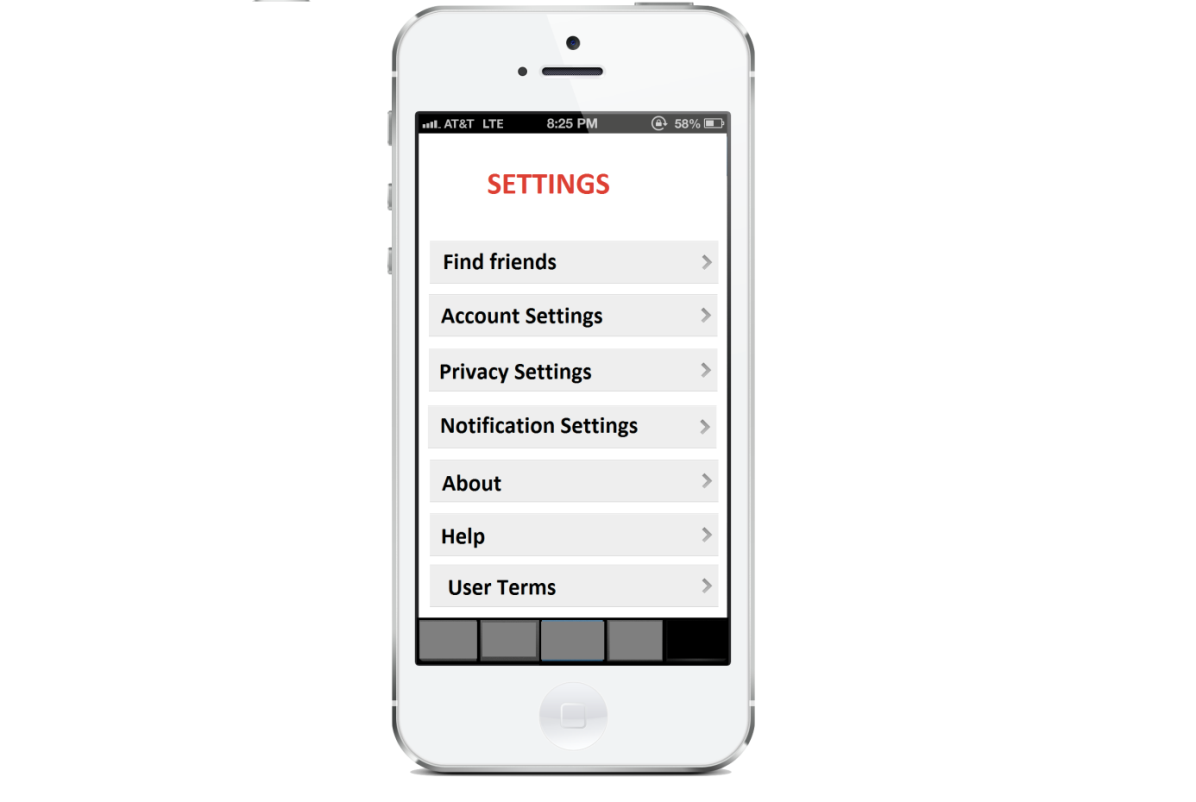 AT&T LTE 8:25 PM 58%
SETTINGS
Find friends
Account Settings
Privacy Settings
Notification Settings
About
Help
User Terms